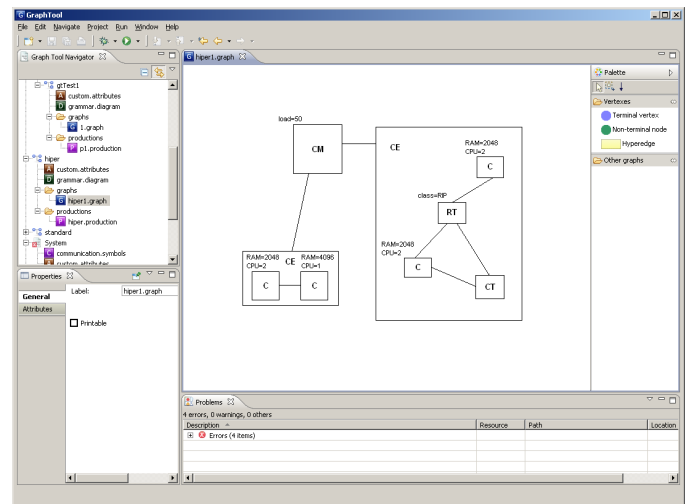 GraphTool
File Edit Navigate Project Run Window Help
Graph Tool Navigator
gtTest1
custom.attributes
grammar.diagram
graphs
1.graph
productions
p1.production
hiper
custom.attributes
grammar.diagram
graphs
hiper1.graph
productions
hiper.production
standard
System
communication.symbols
custom attributes
Properties
General
Attributes
Label: hiper1.graph
Printable
hiper1.graph
load=50
CM
CE
RAM=2048
CPU=2
C
class=RIP
RT
RAM=2048
CPU=2
C
CT
RAM=2048
CPU=2
CE
RAM=4096
CPU=1
C
C
Palette
Vertexes
Terminal vertex
Non-terminal node
Hyperedge
Other graphs
Problems
4 errors, 0 warnings, 0 others
Description Resource Path Location
Errors (4 items)